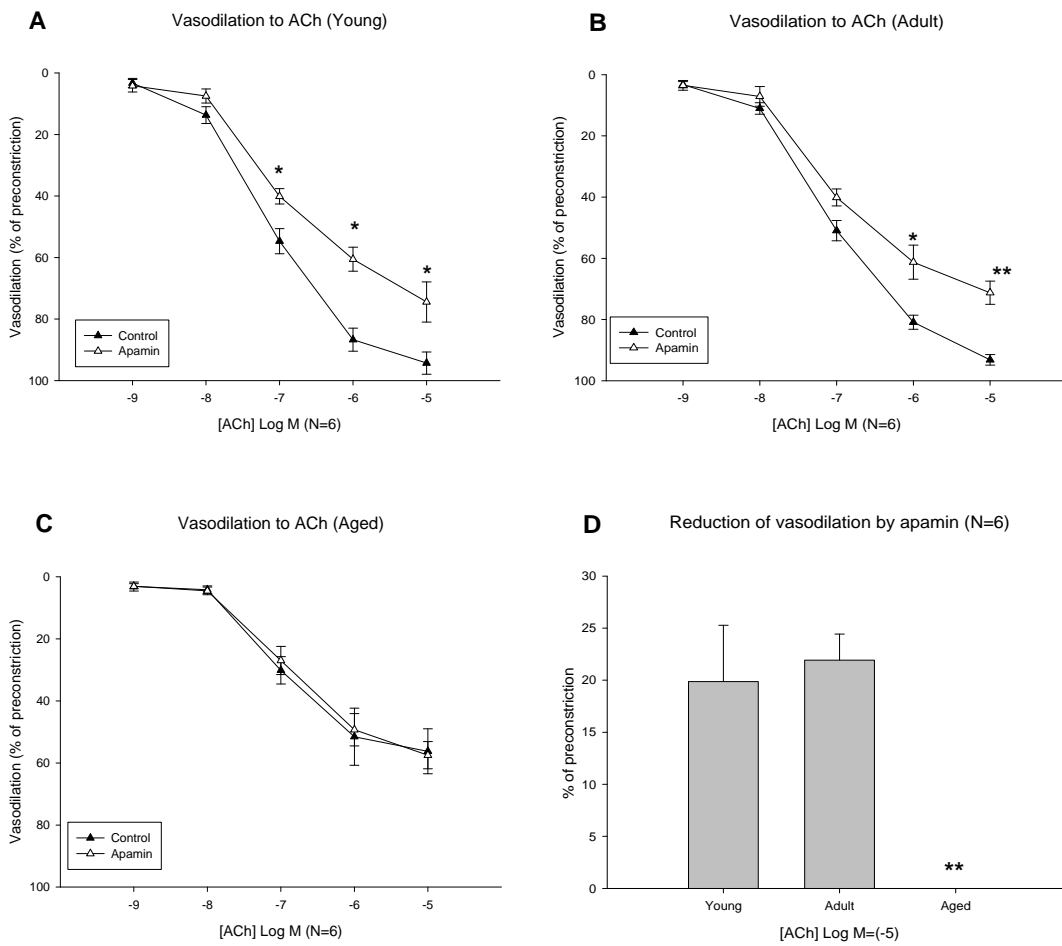 A
Vasodilation to ACh (Young)
Vasodilation (% of preconstriction)
0
20
40
60
80
100
*
*
*
Control
Apamin
-9
-8
-7
-6
-5
[ACh] Log M (N=6)
B
Vasodilation to ACh (Adult)
Vasodilation (% of preconstriction)
0
20
40
60
80
100
*
**
Control
Apamin
-9
-8
-7
-6
-5
[ACh] Log M (N=6)
C
Vasodilation to ACh (Aged)
Vasodilation (% of preconstriction)
0
20
40
60
80
100
Control
Apamin
-9
-8
-7
-6
-5
[ACh] Log M (N=6)
D
Reduction of vasodilation by apamin (N=6)
% of preconstriction
30
25
20
15
10
5
0
**
Young
Adult
Aged
[ACh] Log M=(-5)